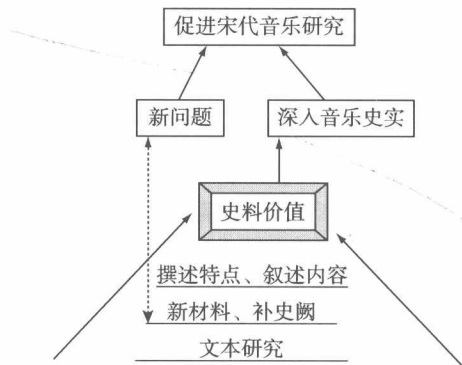 促进宋代音乐研究
新问题
深入音乐史实
史料价值
撰述特点、叙述内容
新材料、补史阙
文本研究